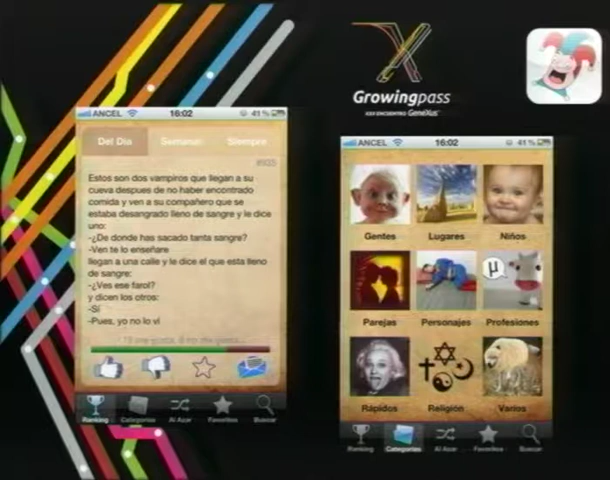 Growingpass
XXII ENCUENTRO GeneXus
ANCEL 16:02 41 %
Del Día Semanal Siempre
Estos son dos vampiros que llegan a su
cueva despues de no haber encontrado
comida y ven a su compañero que se
estaba desangrado lleno de sangre y le dice
uno:
-¿De donde has sacado tanta sangre?
-Ven te lo enseñare
llegan a una calle y le dice el que esta lleno
de sangre:
-¿Ves ese farol?
y dicen los otros:
-Sí
-Pues, yo no lo vi
Ranking Categorías Al Azar Favoritos Buscar
ANCEL 16:02 41 %
Gentes Lugares Niños
µ
Parejas Personajes Profesiones
Rápidos Religión Varios
Ranking Categorías Al Azar Favoritos Buscar